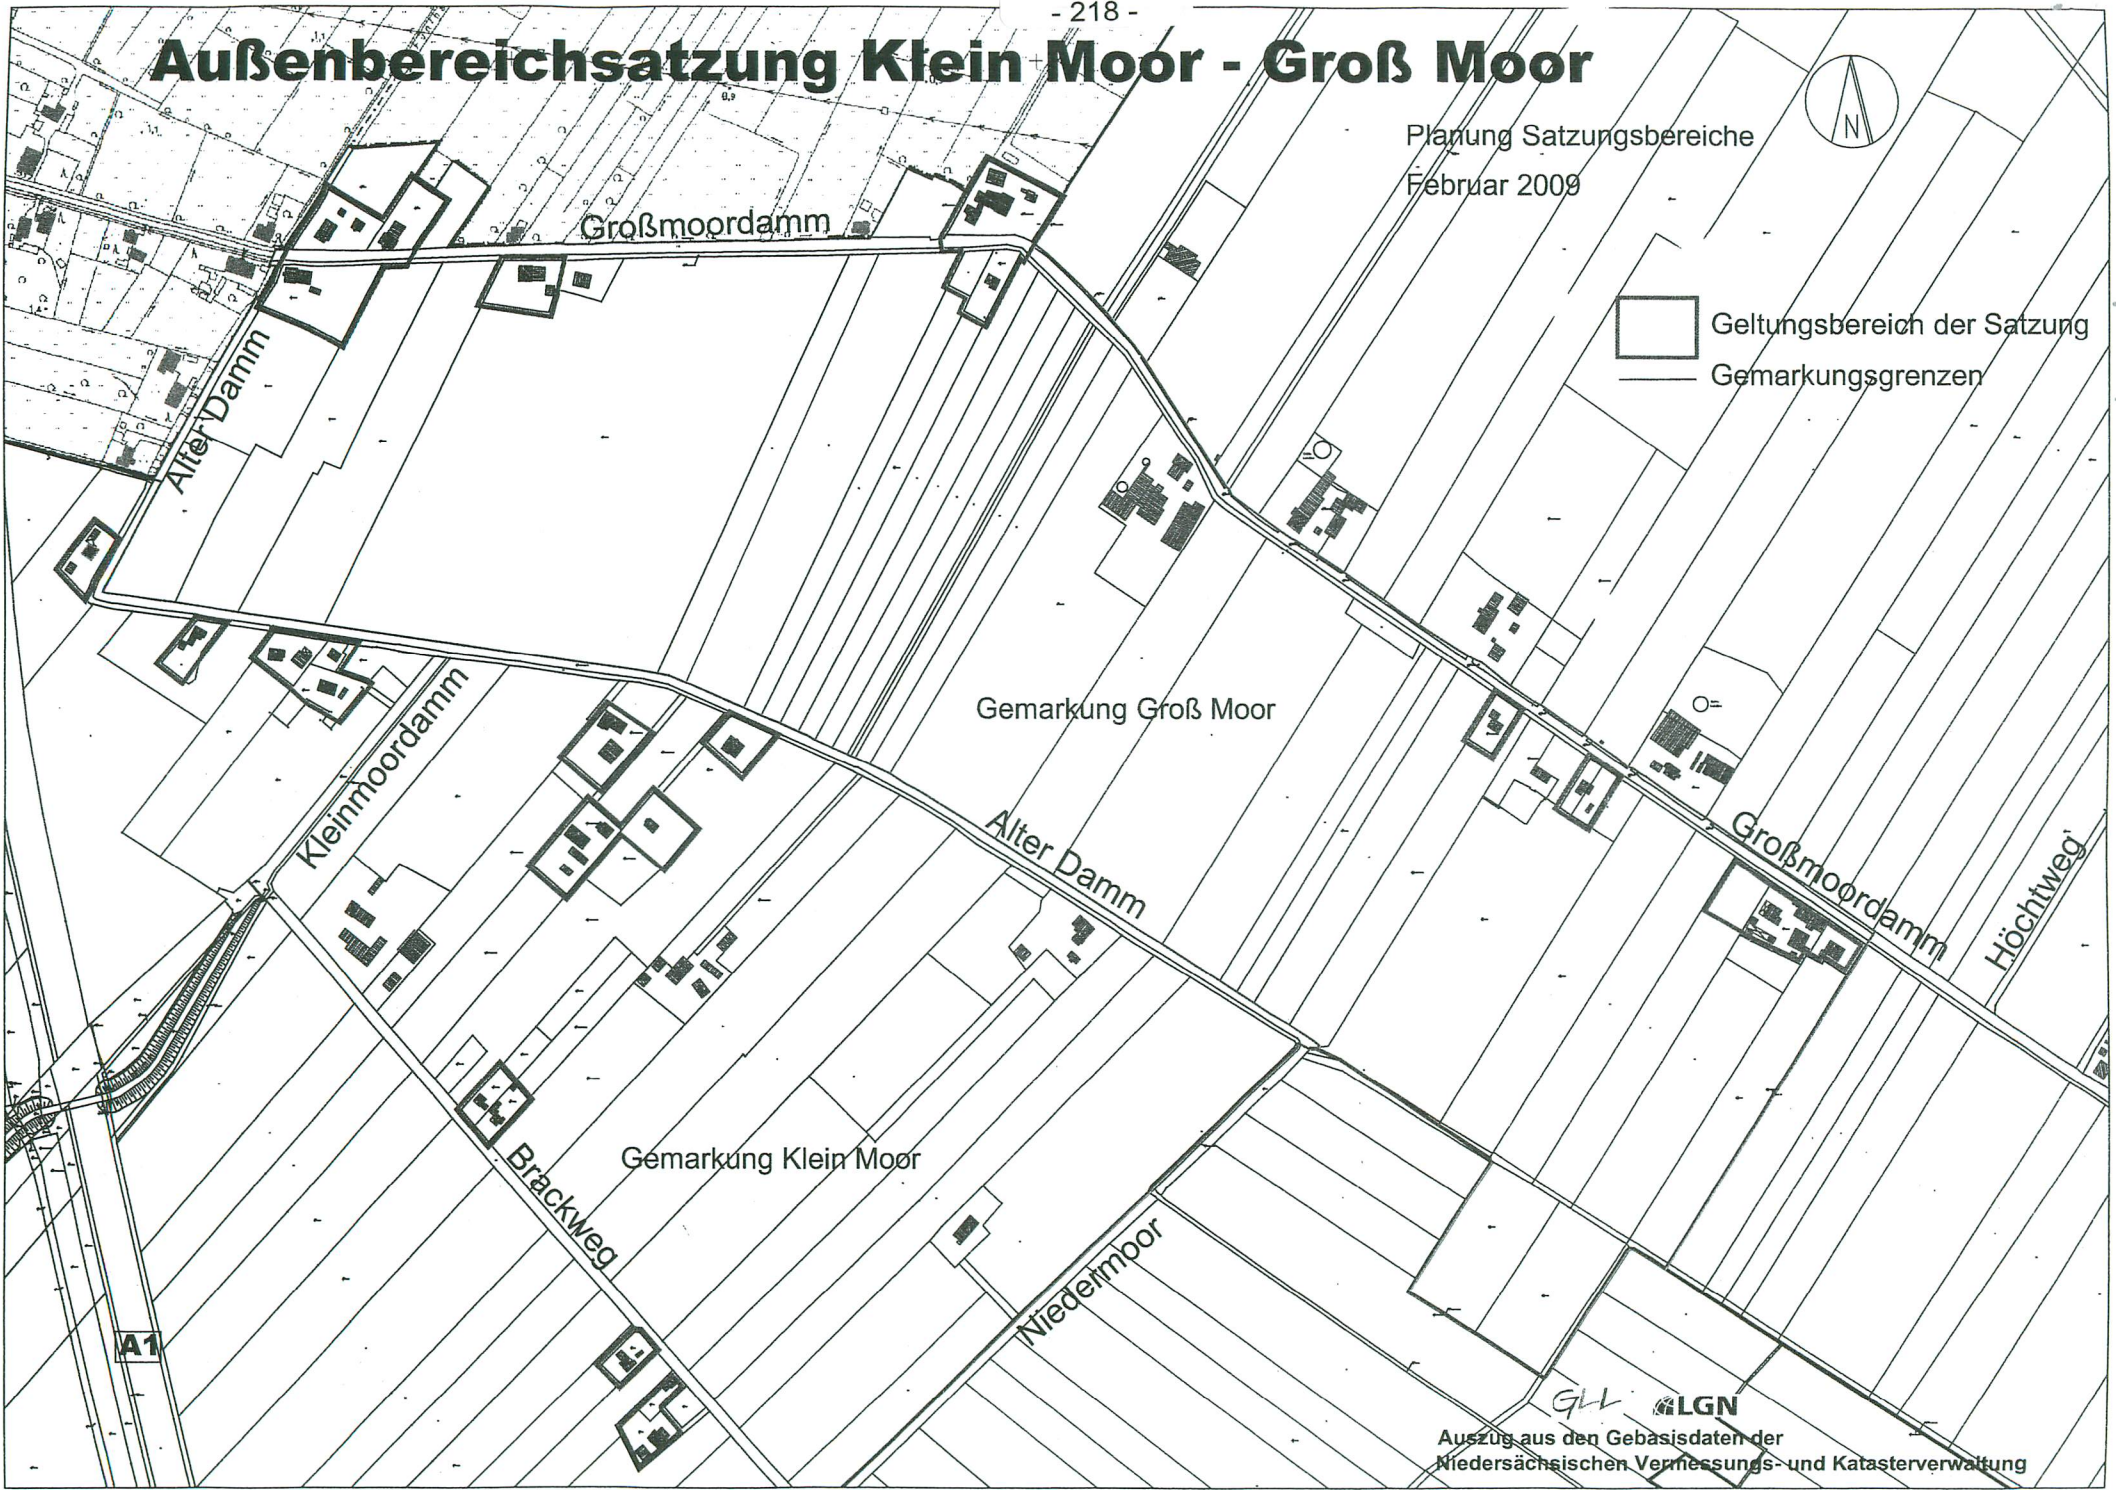 - 218 -
Außenbereichsatzung Klein Moor - Groß Moor
Planung Satzungsbereiche
Februar 2009
N
Großmoordamm
Geltungsbereich der Satzung
Gemarkungsgrenzen
Alter Damm
Kleinmoordamm
Gemarkung Groß Moor
Alter Damm
Großmoordamm
Höchtweg
Gemarkung Klein Moor
Brackweg
Niedermoor
A1
GLL LGN
Auszug aus den Gebasisdaten der
Niedersächsischen Vermessungs- und Katasterverwaltung